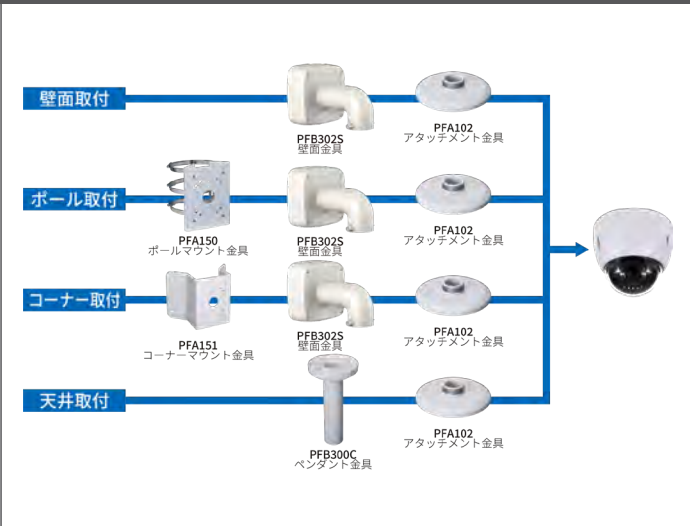 壁面取付
PFB302S
壁面金具
PFA102
アタッチメント金具
ポール取付
PFA150
ポールマウント金具
PFB302S
壁面金具
PFA102
アタッチメント金具
コーナー取付
PFA151
コーナーマウント金具
PFB302S
壁面金具
PFA102
アタッチメント金具
天井取付
PFB300C
ペンダント金具
PFA102
アタッチメント金具